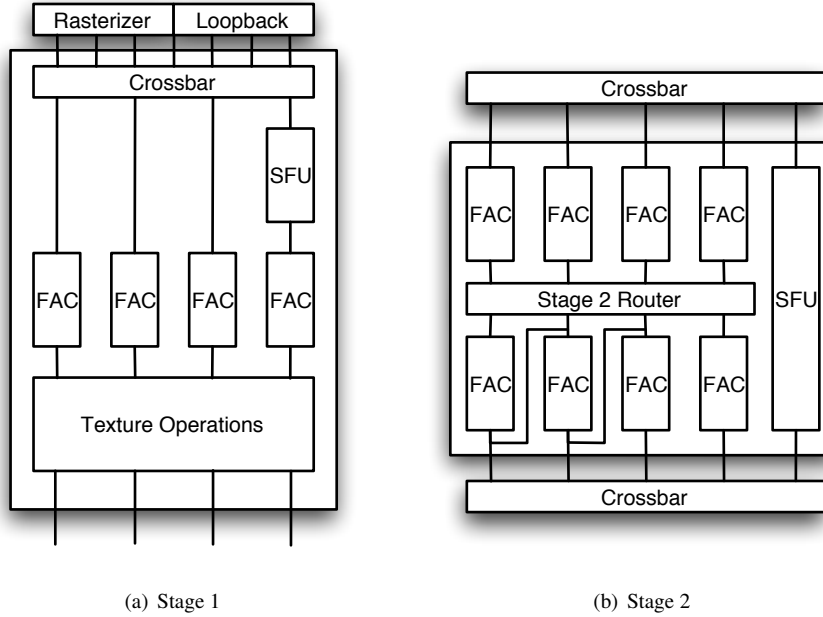 Rasterizer Loopback
Crossbar
SFU
FAC FAC FAC FAC
Texture Operations
(a) Stage 1
Crossbar
FAC FAC FAC FAC
Stage 2 Router
SFU
FAC FAC FAC FAC
Crossbar
(b) Stage 2